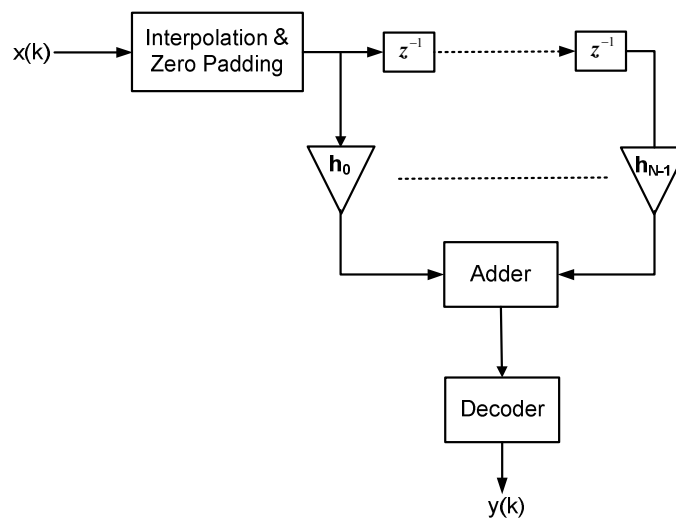 x(k)
Interpolation &
Zero Padding
z⁻¹
z⁻¹
h₀
hN-1
Adder
Decoder
y(k)